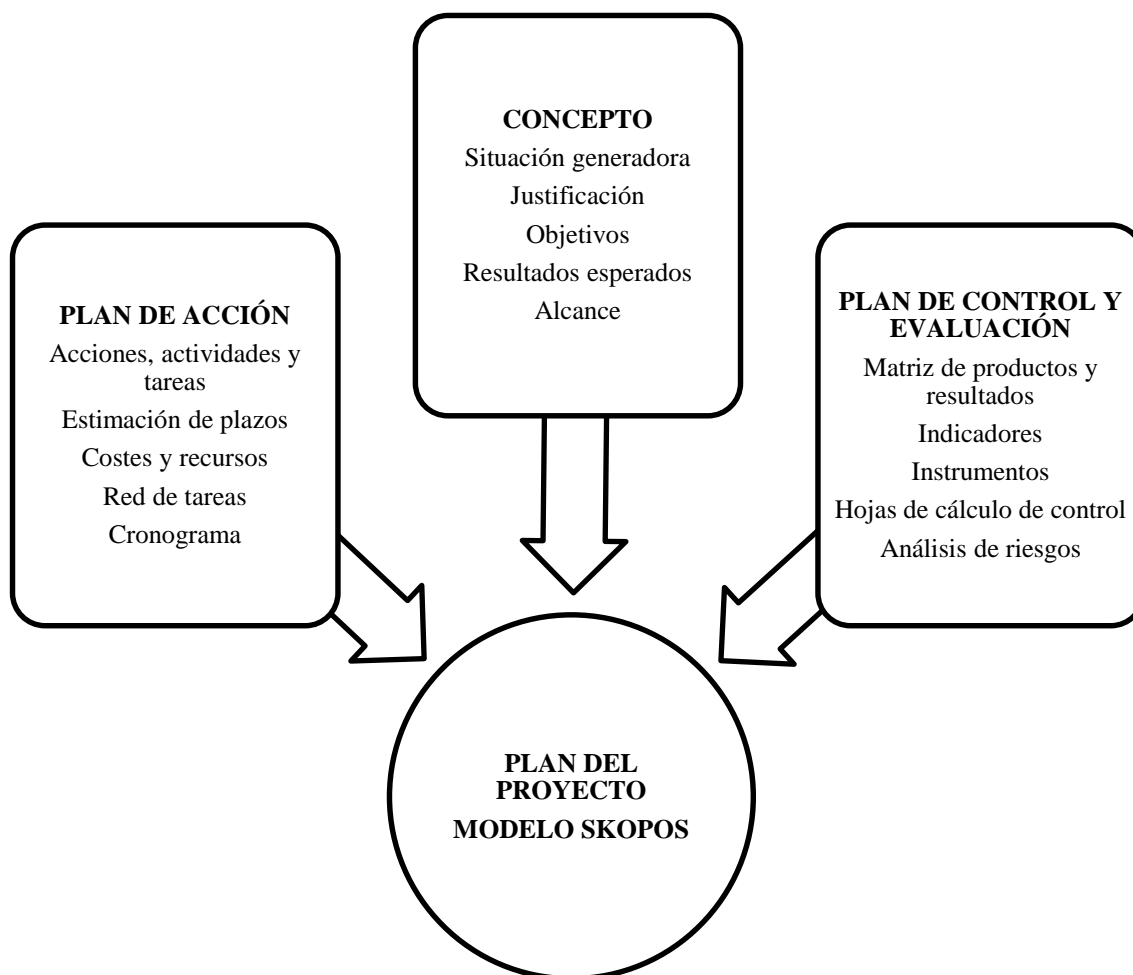 CONCEPTO
Situación generadora
Justificación
Objetivos
Resultados esperados
Alcance
PLAN DE ACCIÓN
Acciones, actividades y
tareas
Estimación de plazos
Costes y recursos
Red de tareas
Cronograma
PLAN DE CONTROL Y
EVALUACIÓN
Matriz de productos y
resultados
Indicadores
Instrumentos
Hojas de cálculo de control
Análisis de riesgos
PLAN DEL
PROYECTO
MODELO SKOPOS